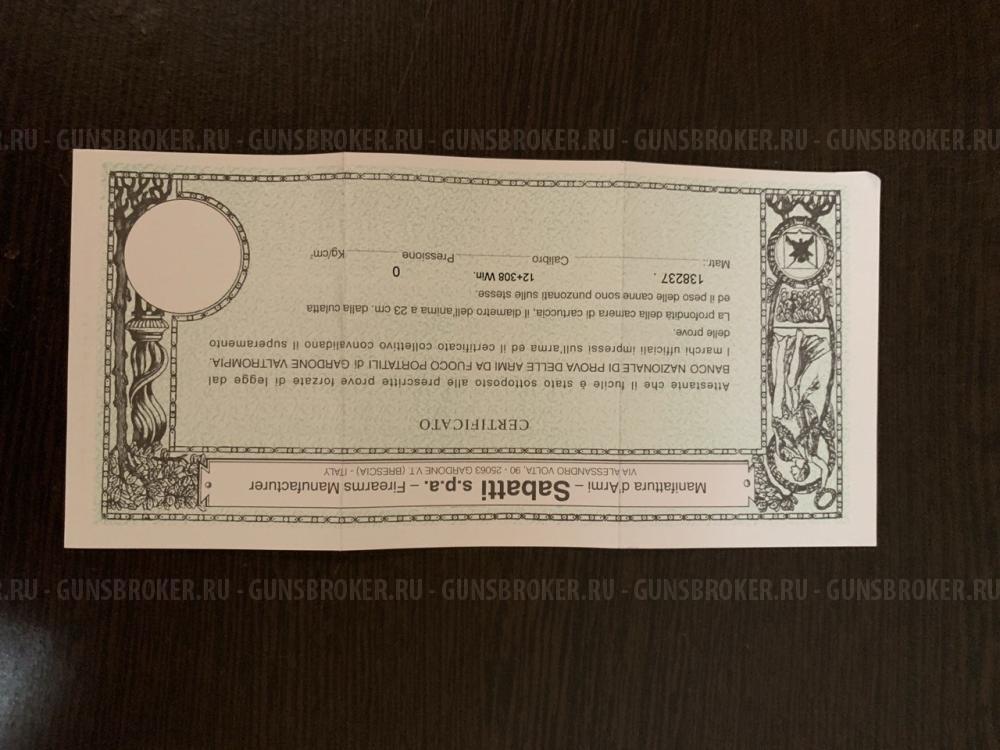 .RU - GUNSBROKER.RU - GUNSBROKER.RU - GUNSBROKER.RU - GUNSBROKER.RU - GUNSBROKER.RU
Manifattura d'Armi – Sabatti s.p.a. – Firearms Manufacturer
VIA ALESSANDRO VOLTA, 90 - 25063 GARDONE V.T. (BRESCIA) - ITALY
CERTIFICATO
Attestante che il fucile è stato sottoposto alle prescritte prove forzate di legge dal
BANCO NAZIONALE DI PROVA DELLE ARMI DA FUOCO PORTATILI di GARDONE VALTROMPIA.
I marchi ufficiali impressi sull'arma ed il certificato collettivo convalidano il superamento
delle prove.
La profondità della camera di cartuccia, il diametro dell'anima a 23 cm. dalla culatta
ed il peso delle canne sono punzonati sulle stesse.
138237 . 12+308 Win. 0
Matr.: Calibro Pressione Kg/cm²
.RU - GUNSBROKER.RU - GUNSBROKER.RU - GUNSBROKER.RU - GUNSBROKER.RU - GUNSBROKER.RU